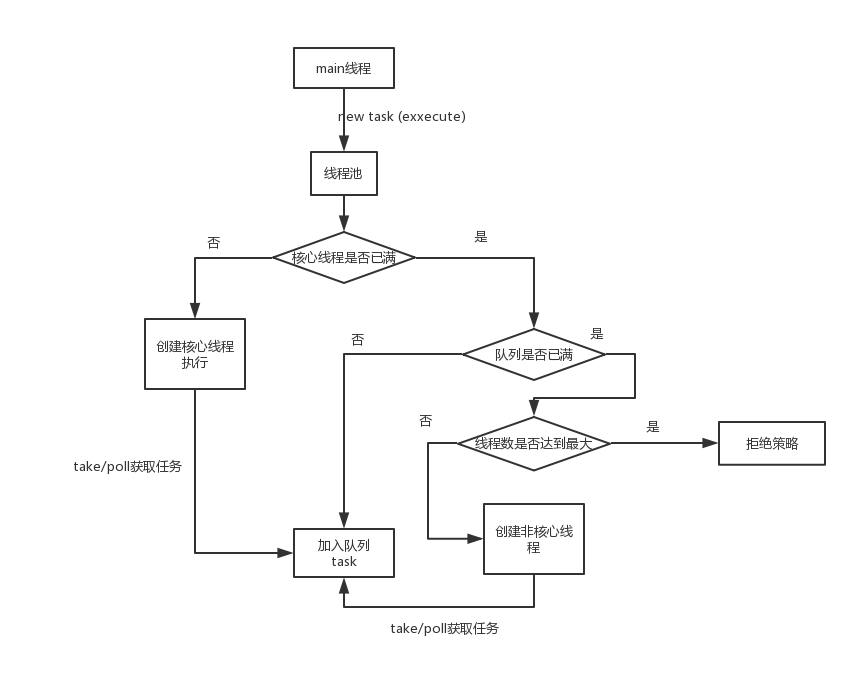 main线程
new task (exxecute)
线程池
否
是
核心线程是否已满
创建核心线程
执行
否
是
队列是否已满
否
是
线程数是否达到最大
拒绝策略
take/poll获取任务
加入队列
task
创建非核心线
程
take/poll获取任务